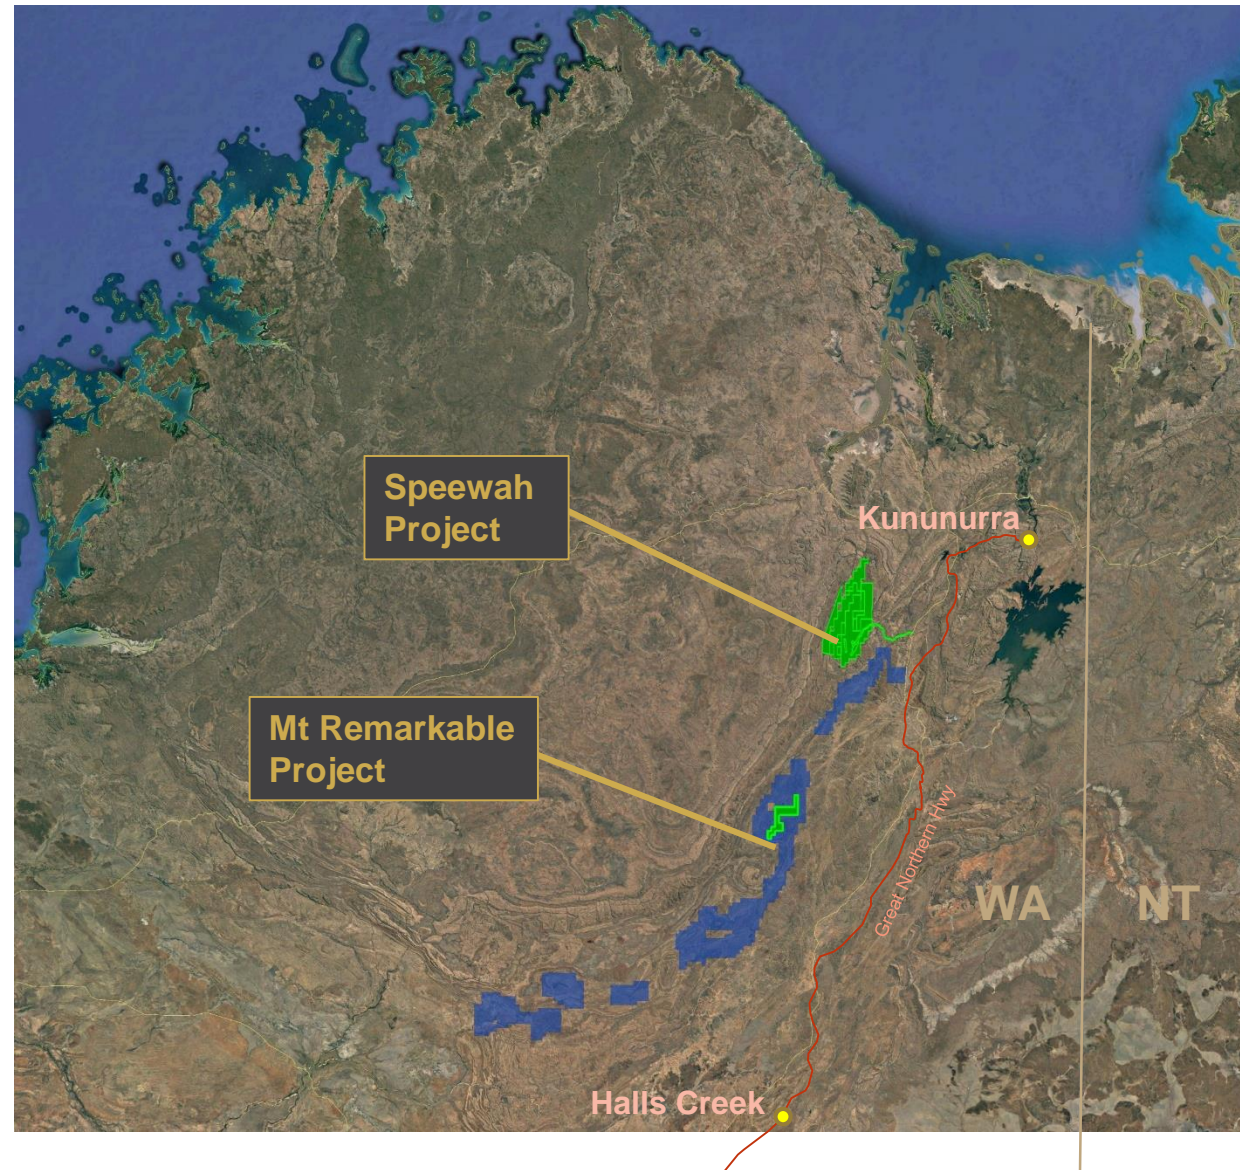 Speewah
Project
Kununurra
Mt Remarkable
Project
Great Northern Hwy
WA
NT
Halls Creek